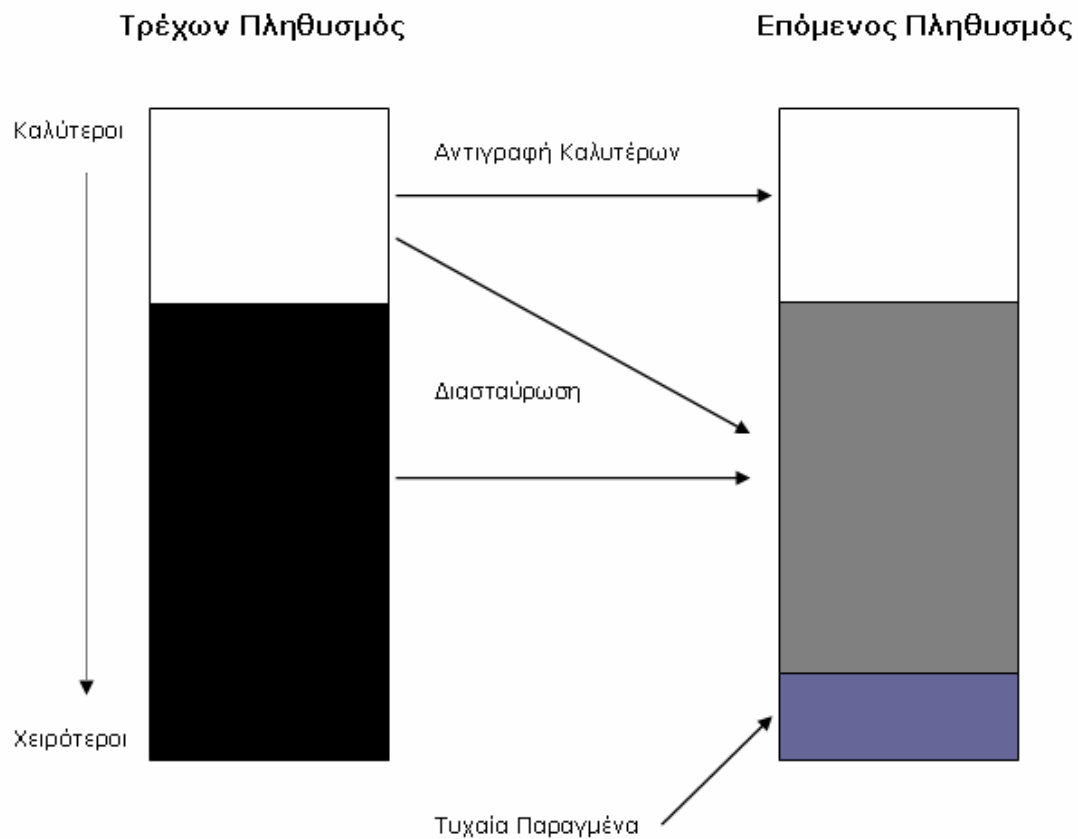 Τρέχων Πληθυσμός
Επόμενος Πληθυσμός
Καλύτεροι
Αντιγραφή Καλυτέρων
Διασταύρωση
Χειρότεροι
Τυχαία Παραγμένα